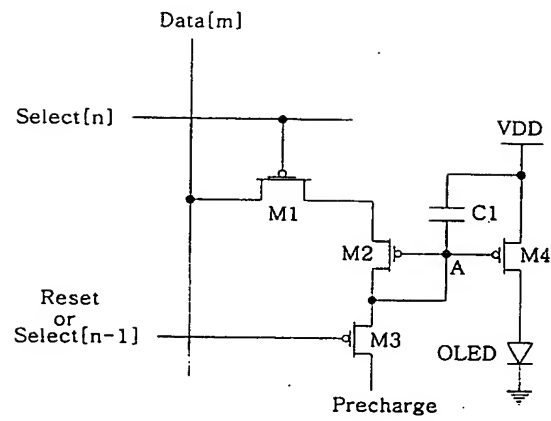 Data[m]
Select[n]
VDD
M1
C1
M2
A
M4
Reset
or
Select[n-1]
M3
OLED
Precharge